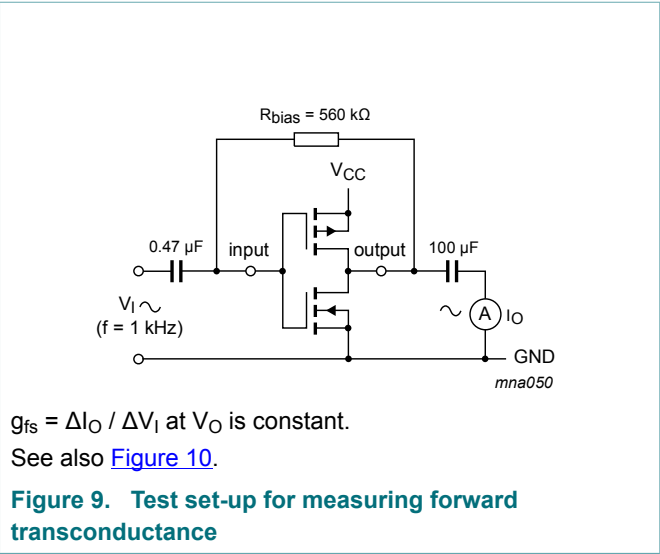 Rbias = 560 kΩ
VCC
0.47 µF
input
output
100 µF
VI
(f = 1 kHz)
A
IO
GND
mna050
gfs = ΔIO / ΔVI at VO is constant.
See also Figure 10.
Figure 9. Test set-up for measuring forward
transconductance